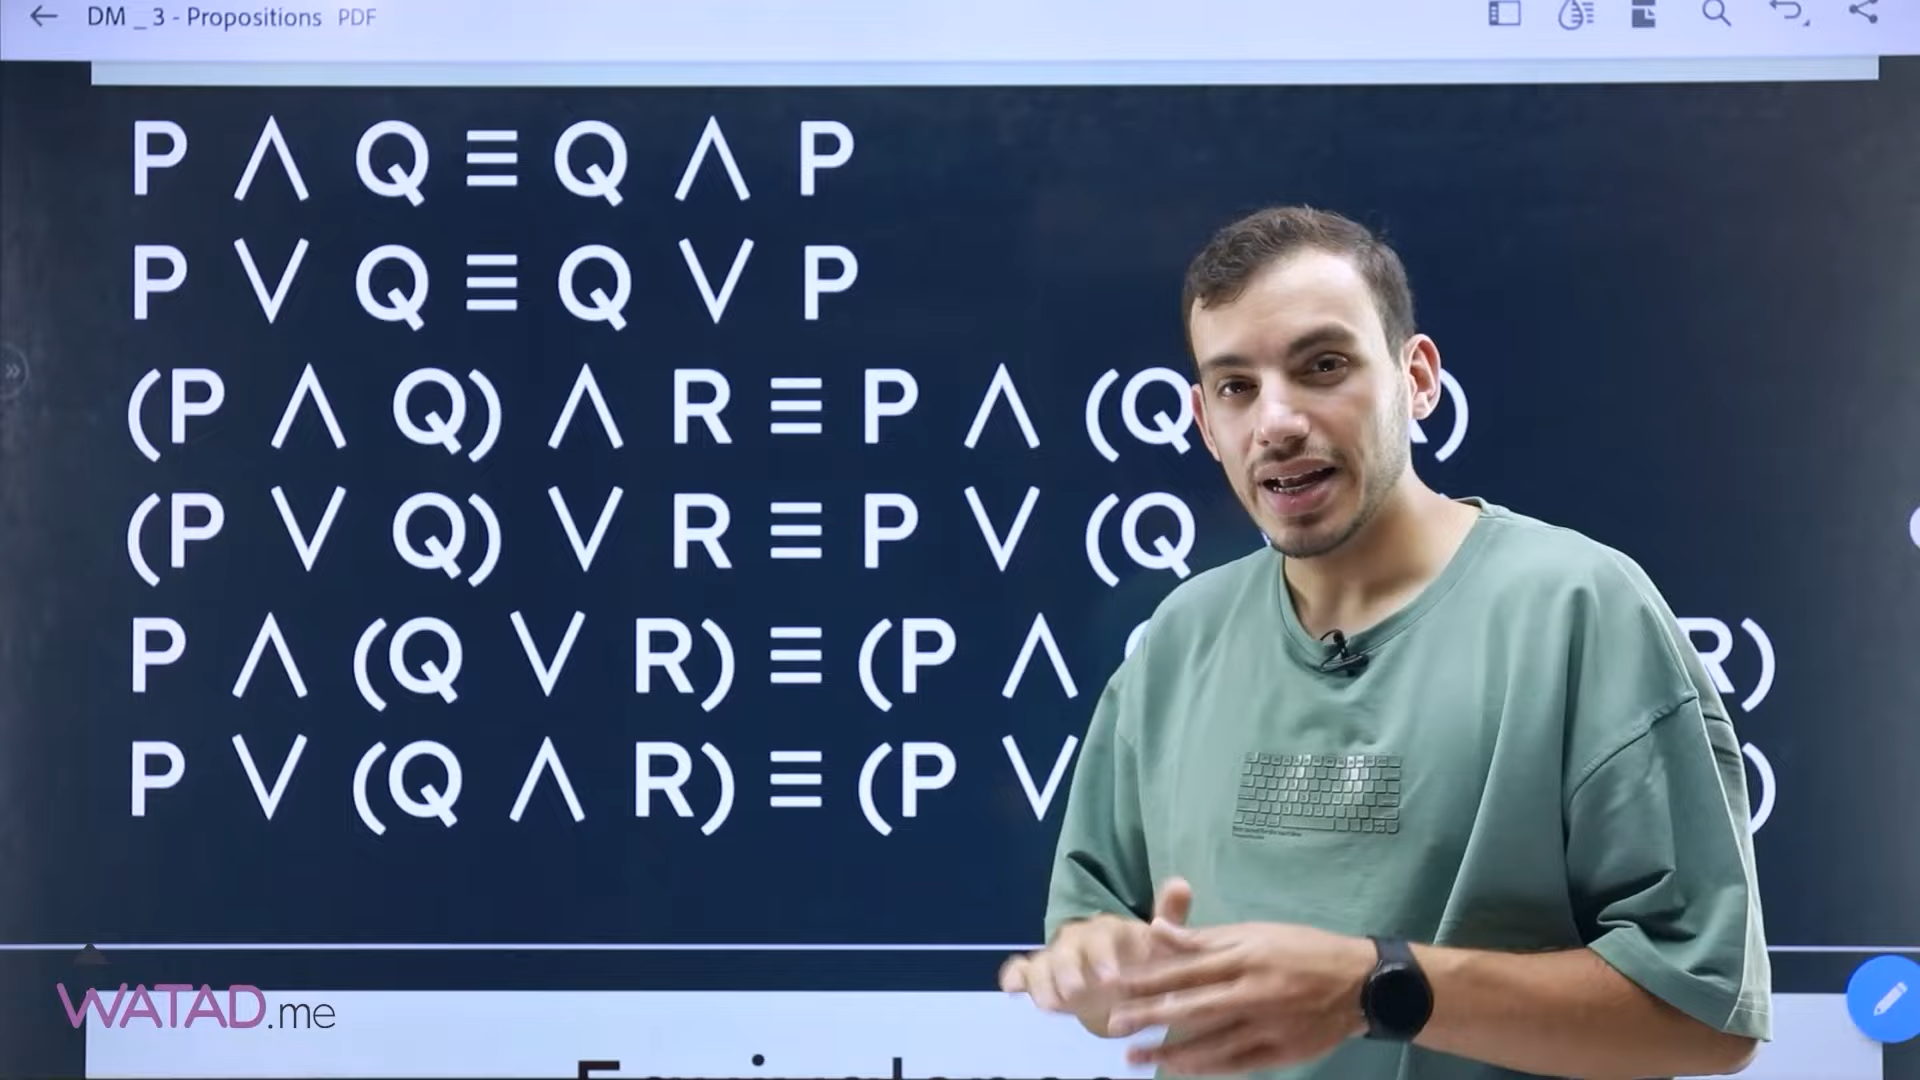 DM _ 3 - Propositions PDF
P ∧ Q ≡ Q ∧ P
P ∨ Q ≡ Q ∨ P
(P ∧ Q) ∧ R ≡ P ∧ (Q R)
(P ∨ Q) ∨ R ≡ P ∨ (Q
P ∧ (Q ∨ R) ≡ (P ∧ R)
P ∨ (Q ∧ R) ≡ (P ∨ )
WATAD.me